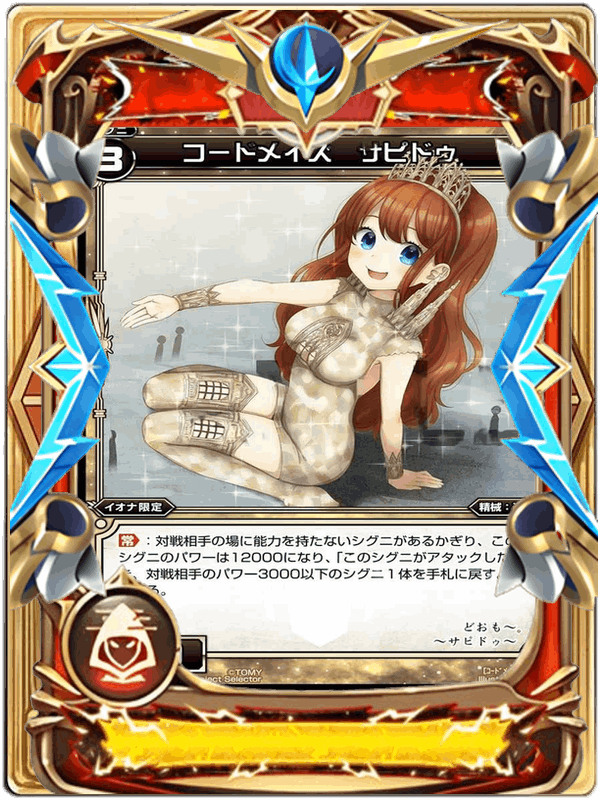 コードメイズ　サピドゥ
3
イオナ限定
精械：
常：対戦相手の場に能力を持たないシグニがあるかぎり、こ
シグニのパワーは12000になり、「このシグニがアタックした
、対戦相手のパワー3000以下のシグニ１体を手札に戻す
る。
どおも〜。
〜サピドゥ〜
©TOMY
ject Selector
Illus